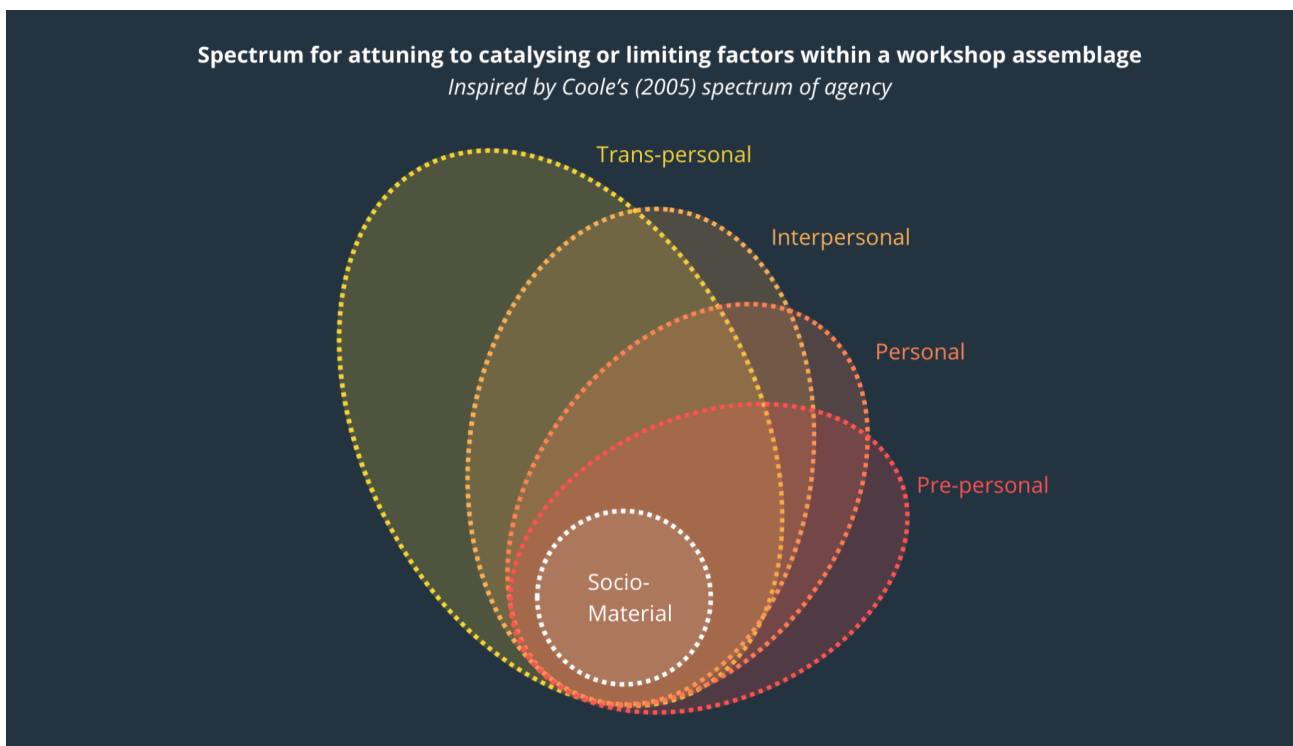 Spectrum for attuning to catalysing or limiting factors within a workshop assemblage
Inspired by Coole’s (2005) spectrum of agency
Trans-personal
Interpersonal
Personal
Pre-personal
Socio-
Material